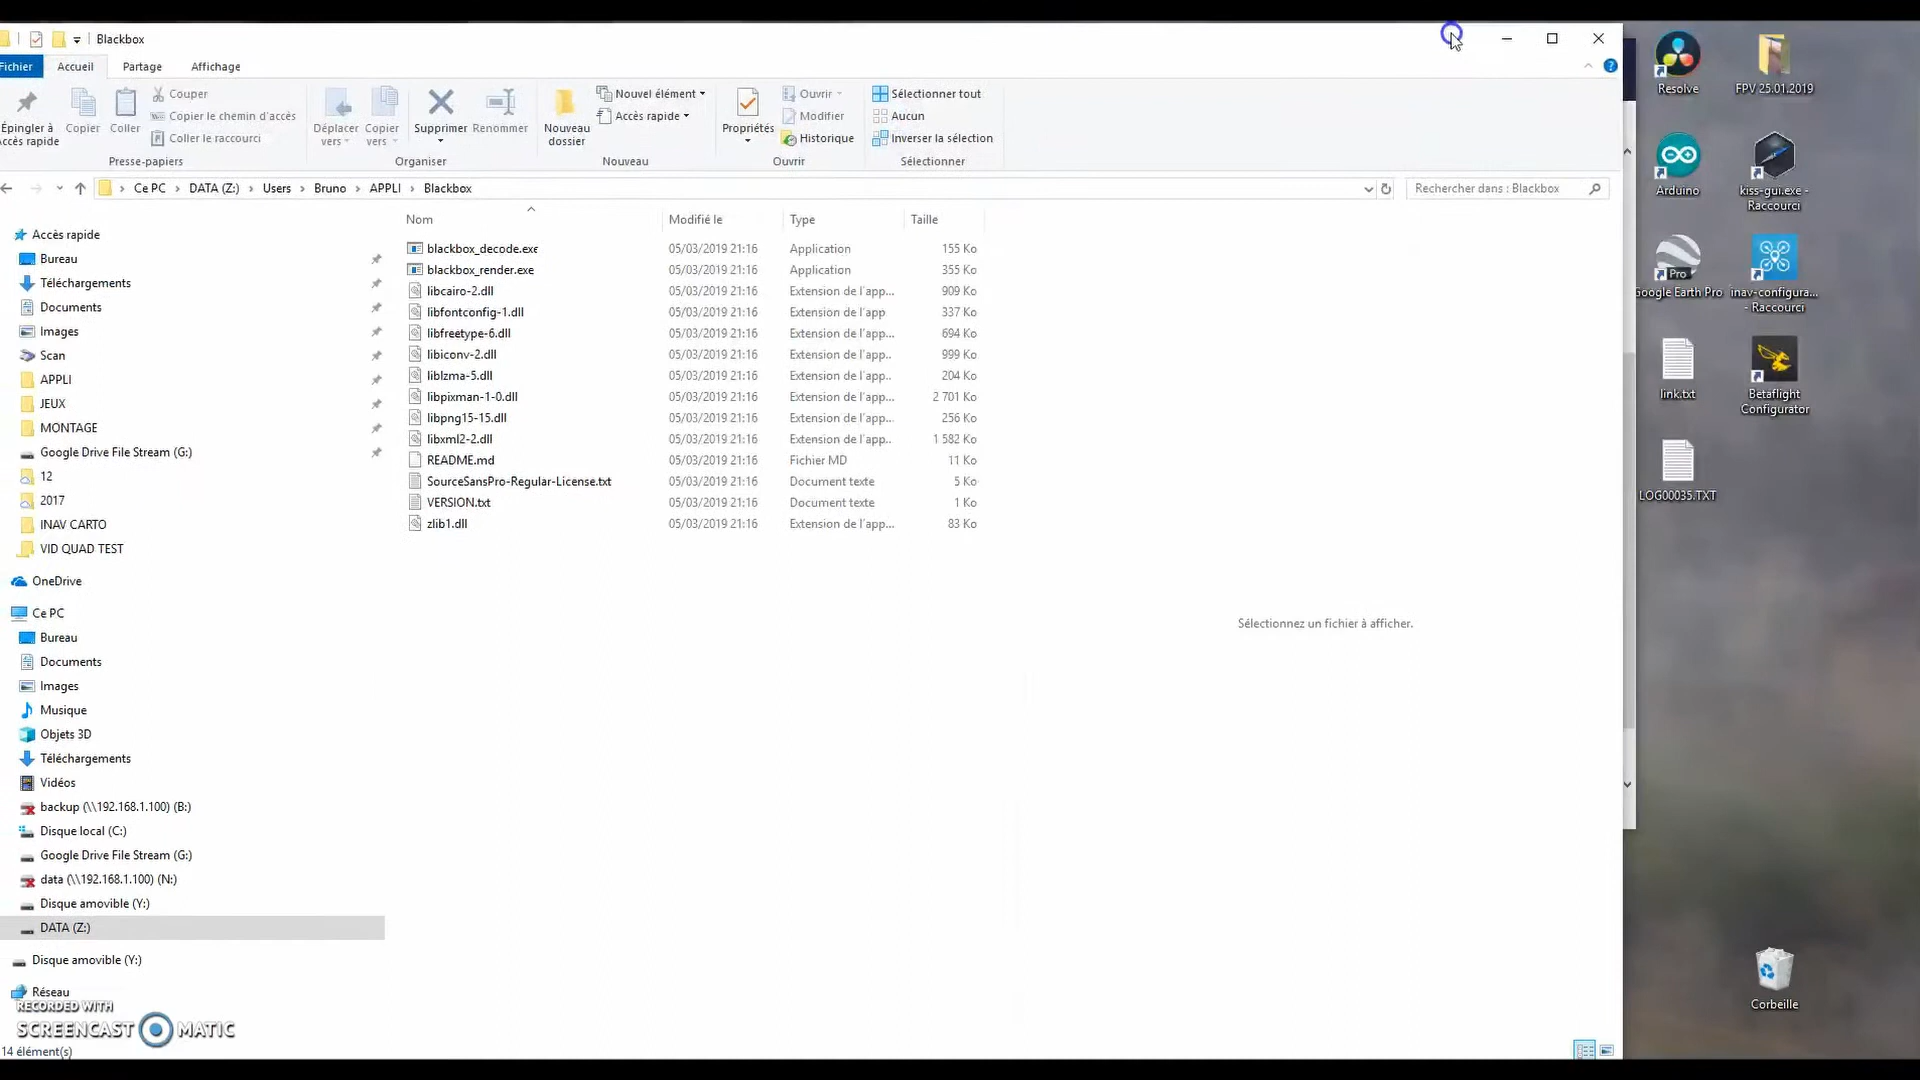 Blackbox
Fichier
Accueil
Partage
Affichage
Épingler à
Accès rapide
Copier
Coller
Couper
Copier le chemin d'accès
Coller le raccourci
Presse-papiers
Déplacer
vers
Copier
vers
Supprimer
Renommer
Organiser
Nouveau
dossier
Nouvel élément
Accès rapide
Nouveau
Propriétés
Ouvrir
Modifier
Historique
Ouvrir
Sélectionner tout
Aucun
Inverser la sélection
Sélectionner
Ce PC > DATA (Z:) > Users > Bruno > APPLI > Blackbox
Rechercher dans : Blackbox
Nom Modifié le Type Taille
blackbox_decode.exe 05/03/2019 21:16 Application 155 Ko
blackbox_render.exe 05/03/2019 21:16 Application 355 Ko
libcairo-2.dll 05/03/2019 21:16 Extension de l'app... 909 Ko
libfontconfig-1.dll 05/03/2019 21:16 Extension de l'app 337 Ko
libfreetype-6.dll 05/03/2019 21:16 Extension de l'app... 694 Ko
libiconv-2.dll 05/03/2019 21:16 Extension de l'app... 999 Ko
liblzma-5.dll 05/03/2019 21:16 Extension de l'app.. 204 Ko
libpixman-1-0.dll 05/03/2019 21:16 Extension de l'app... 2 701 Ko
libpng15-15.dll 05/03/2019 21:16 Extension de l'app.. 256 Ko
libxml2-2.dll 05/03/2019 21:16 Extension de l'app.. 1 582 Ko
README.md 05/03/2019 21:16 Fichier MD 11 Ko
SourceSansPro-Regular-License.txt 05/03/2019 21:16 Document texte 5 Ko
VERSION.txt 05/03/2019 21:16 Document texte 1 Ko
zlib1.dll 05/03/2019 21:16 Extension de l'app... 83 Ko
Accès rapide
Bureau
Téléchargements
Documents
Images
Scan
APPLI
JEUX
MONTAGE
Google Drive File Stream (G:)
12
2017
INAV CARTO
VID QUAD TEST
OneDrive
Ce PC
Bureau
Documents
Images
Musique
Objets 3D
Téléchargements
Vidéos
backup (\\192.168.1.100) (B:)
Disque local (C:)
Google Drive File Stream (G:)
data (\\192.168.1.100) (N:)
Disque amovible (Y:)
DATA (Z:)
Disque amovible (Y:)
Réseau
RECORDED WITH
SCREENCAST MATIC
14 élément(s)
Sélectionnez un fichier à afficher.
Resolve
FPV 25.01.2019
Arduino
kiss-gui.exe -
Raccourci
Pro
Google Earth Pro
inav-configura...
- Raccourci
link.txt
Betaflight
Configurator
LOG00035.TXT
Corbeille